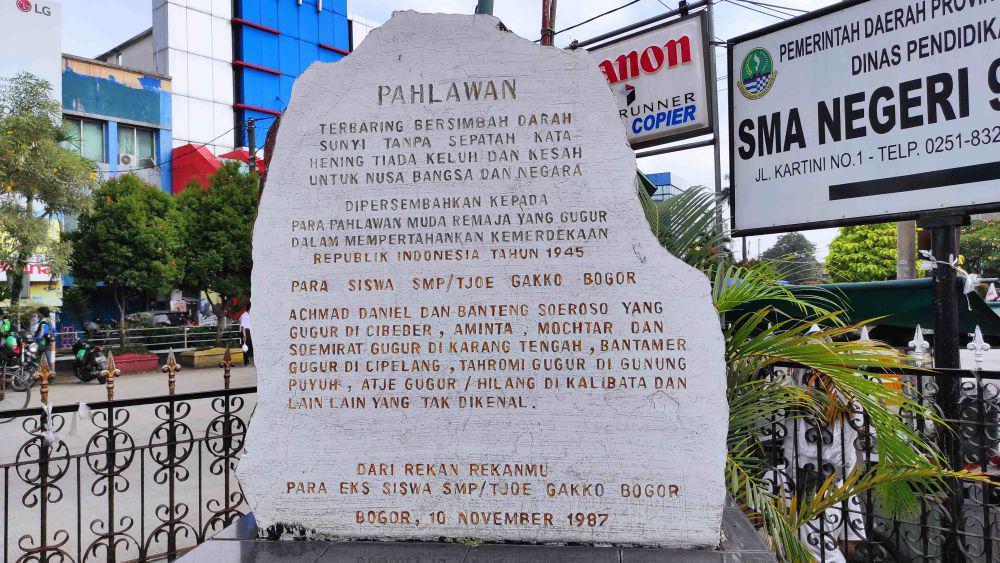 LG
PAHLAWAN
TERBARING BERSIMBAH DARAH
SUNYI TANPA SEPATAH KATA
HENING TIADA KELUH DAN KESAH
UNTUK NUSA BANGSA DAN NEGARA
DIPERSEMBAHKAN KEPADA
PARA PAHLAWAN MUDA REMAJA YANG GUGUR
DALAM MEMPERTAHANKAN KEMERDEKAAN
REPUBLIK INDONESIA TAHUN 1945
PARA SISWA SMP/TJOE GAKKO BOGOR
ACHMAD DANIEL DAN BANTENG SOEROSO YANG
GUGUR DI CIBEBER, AMINTA, MOCHTAR DAN
SOEMIRAT GUGUR DI KARANG TENGAH, BANTAMER
GUGUR DI CIPELANG, TAHROMI GUGUR DI GUNUNG
PUYUH, ATJE GUGUR / HILANG DI KALIBATA DAN
LAIN LAIN YANG TAK DIKENAL.
DARI REKAN REKANMU
PARA EKS SISWA SMP/TJOE GAKKO BOGOR
BOGOR, 10 NOVEMBER 1987
anon
RUNNER
COPIER
PEMERINTAH DAERAH
DINAS
SMA NEGERI
JL. KARTINI NO.1 - TELP. 0251-832